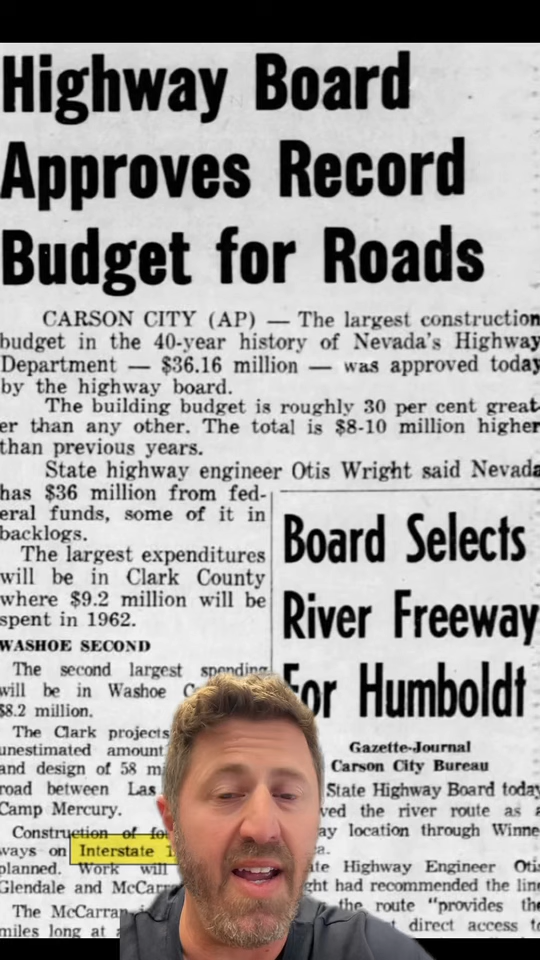 Highway Board
Approves Record
Budget for Roads
CARSON CITY (AP) — The largest construction
budget in the 40-year history of Nevada's Highway
Department — $36.16 million — was approved today
by the highway board.
The building budget is roughly 30 per cent great-
er than any other. The total is $8-10 million higher
than previous years.
State highway engineer Otis Wright said Nevada
has $36 million from fed-
eral funds, some of it in
backlogs.
The largest expenditures
will be in Clark County
where $9.2 million will be
spent in 1962.
WASHOE SECOND
The second largest spending
will be in Washoe
$8.2 million.
The Clark projects
unestimated amount
and design of 58
road between Las
Camp Mercury.
Construction of
ways on Interstate
planned. Work will
Glendale and
The McCarran
miles long at
Board Selects
River Freeway
For Humboldt
Gazette-Journal
Carson City Bureau
State Highway Board today
the river route as a
location through Winne-
Highway Engineer Otis
had recommended the line
the route "provides the
direct access to